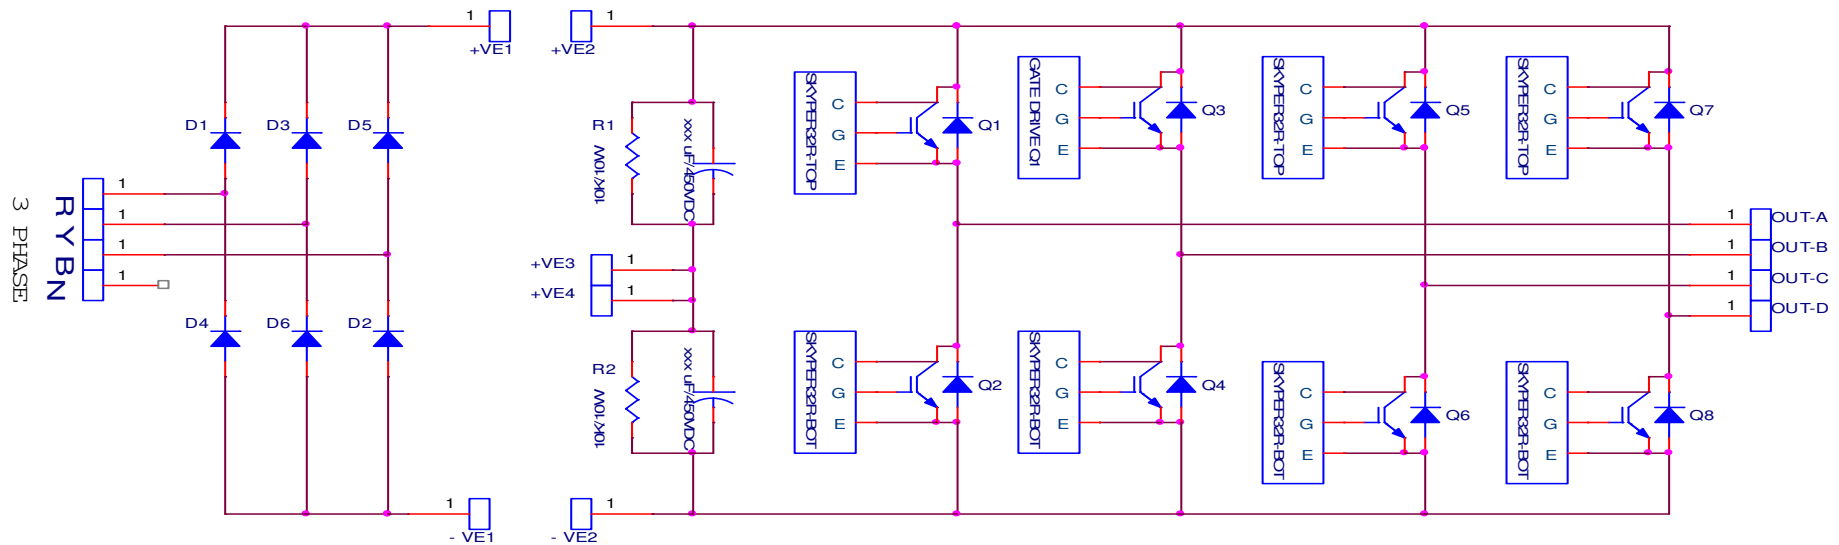 1
+VE1
1
+VE2
D1
D3
D5
R1
10k/10W
xxx uF/450VDC
SKYPER32R-TOP
C
G
E
Q1
GATE DRIVE Q1
C
G
E
Q3
SKYPER32R-TOP
C
G
E
Q5
SKYPER32R-TOP
C
G
E
Q7
3 PHASE
R Y B N
1
1
1
1
+VE3
1
+VE4
1
1
OUT-A
1
OUT-B
1
OUT-C
1
OUT-D
D4
D6
D2
R2
10k/10W
xxx uF/450VDC
SKYPER32R-BOT
C
G
E
Q2
SKYPER32R-BOT
C
G
E
Q4
SKYPER32R-BOT
C
G
E
Q6
SKYPER32R-BOT
C
G
E
Q8
1
- VE1
1
- VE2